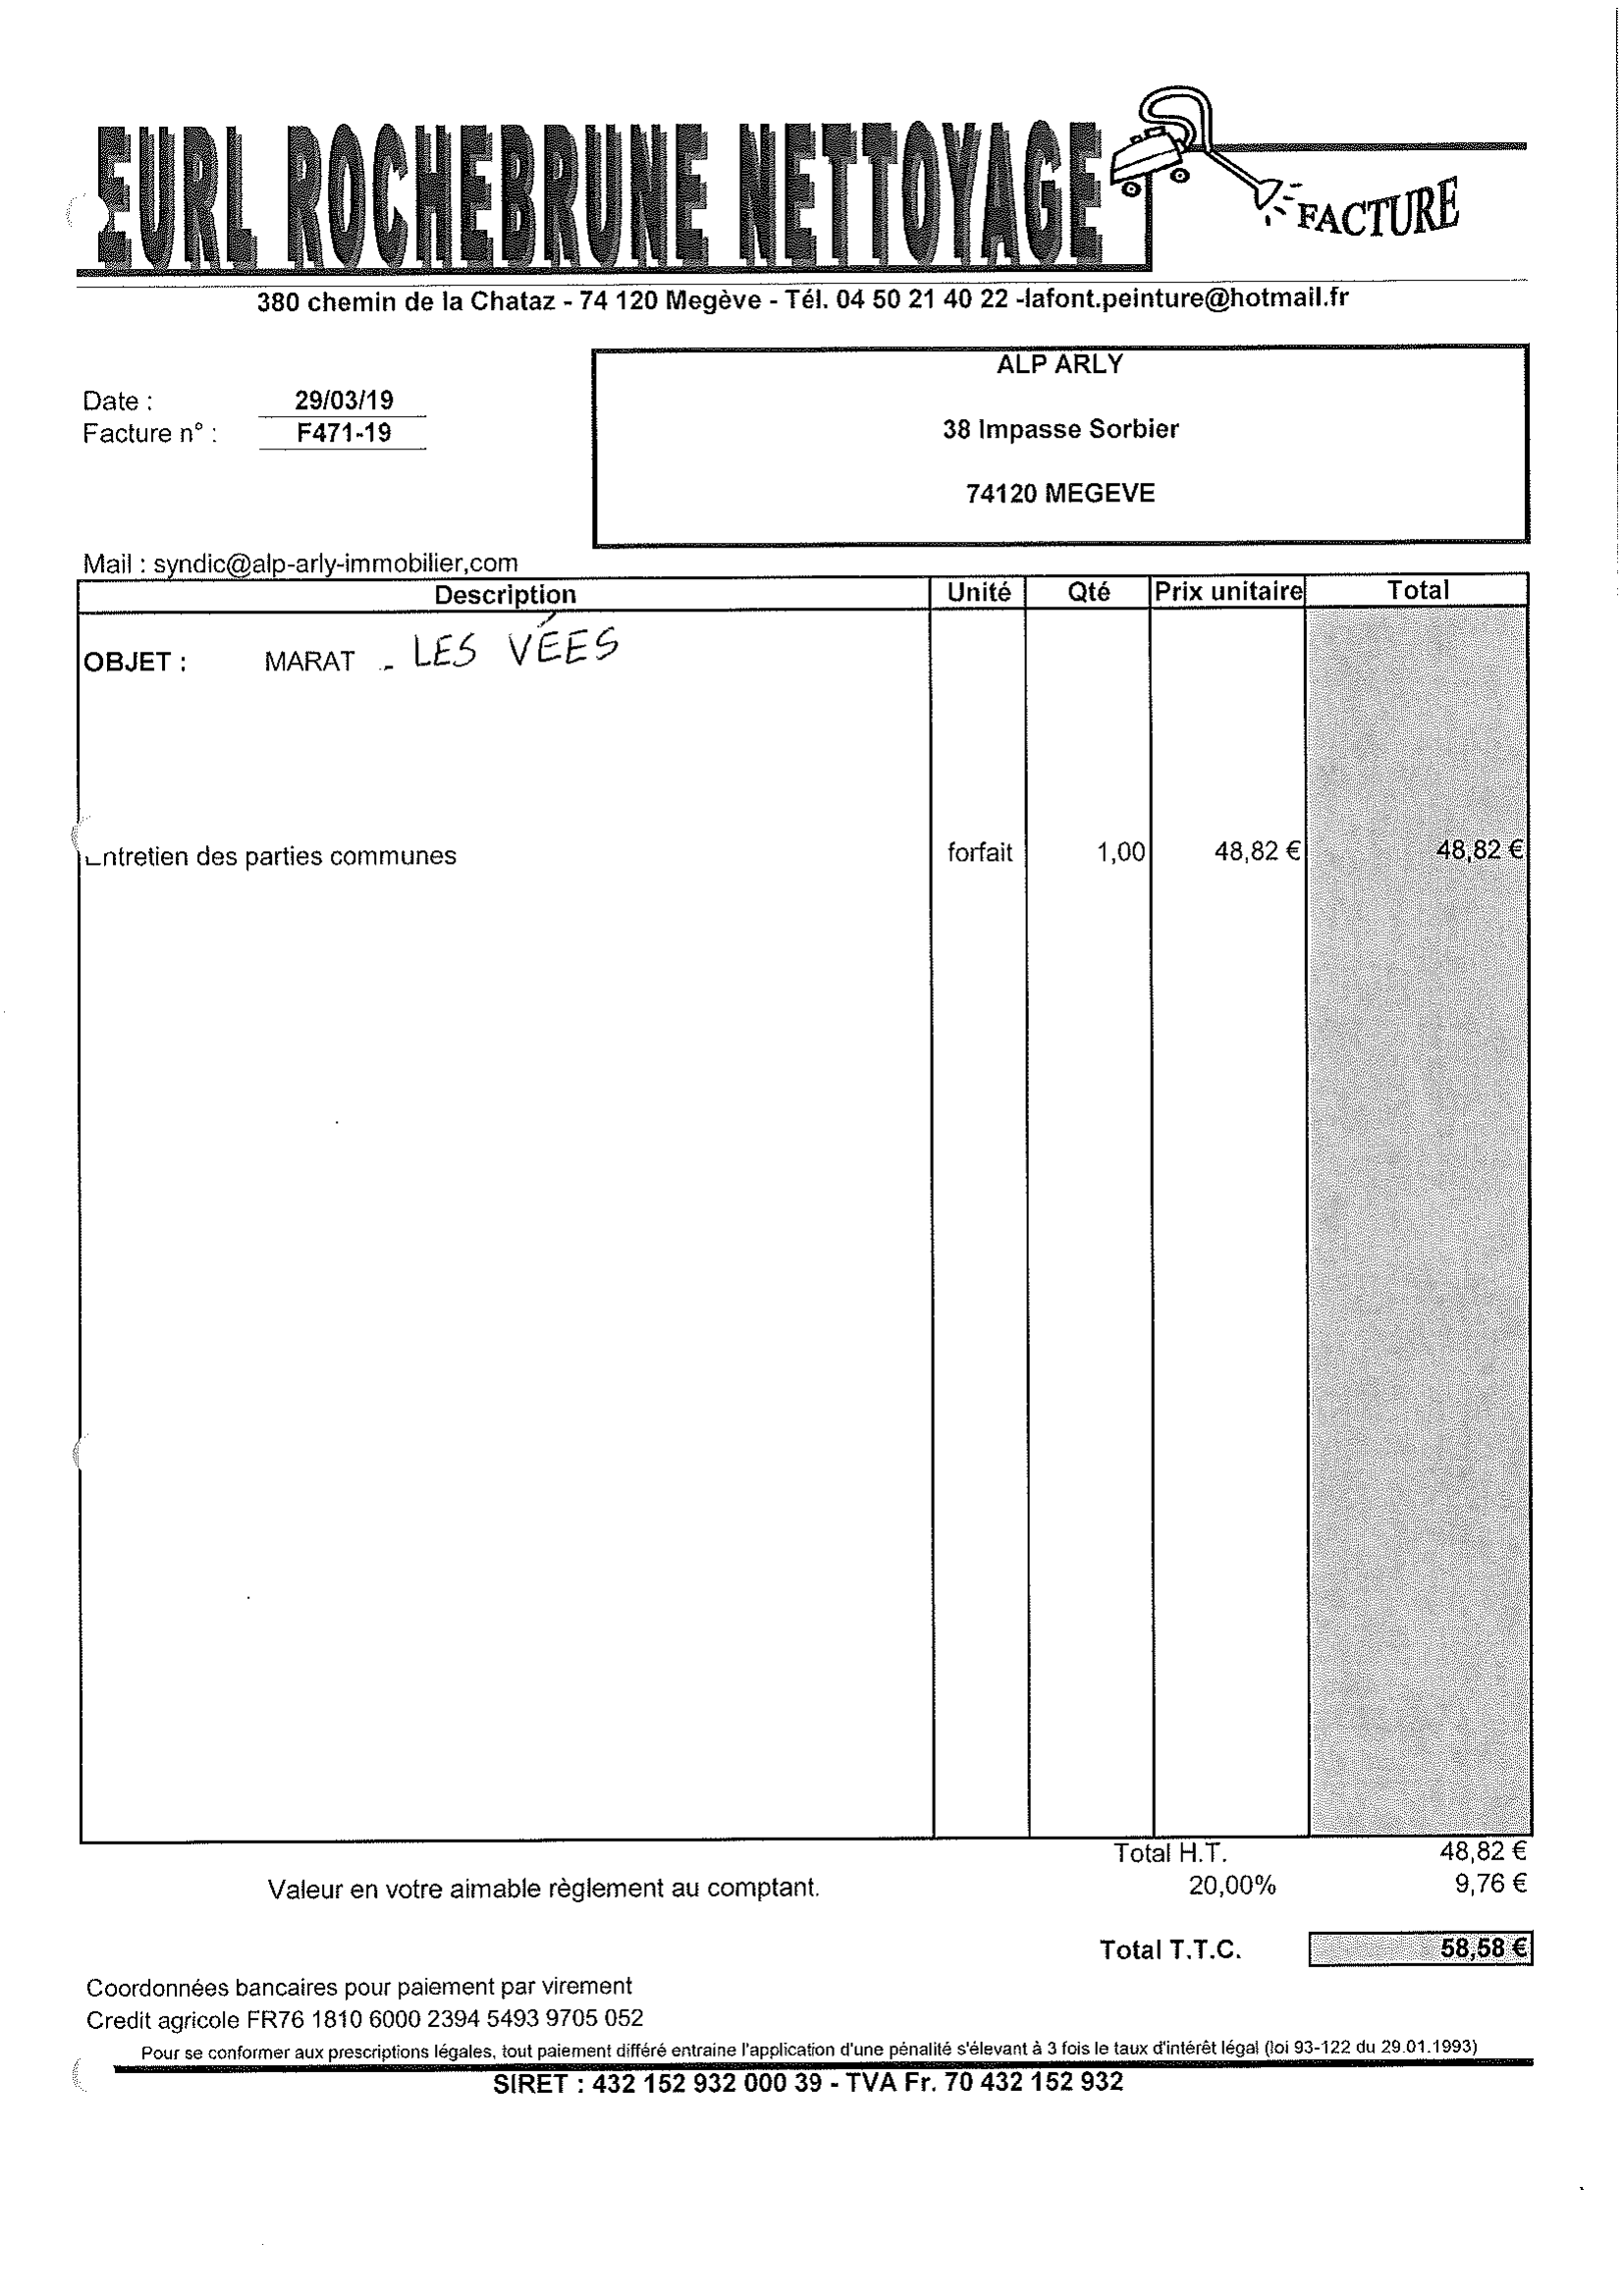 EURL ROCHEBRUNE NETTOYAGE
FACTURE
380 chemin de la Chataz - 74 120 Megève - Tél. 04 50 21 40 22 -lafont.peinture@hotmail.fr
ALP ARLY
Date : 29/03/19
Facture n° : F471-19
38 Impasse Sorbier
74120 MEGEVE
Mail : syndic@alp-arly-immobilier,com
Description Unité Qté Prix unitaire Total
OBJET : MARAT - LES VÉES
Entretien des parties communes forfait 1,00 48,82 € 48,82 €
Total H.T. 48,82 €
Valeur en votre aimable règlement au comptant. 20,00% 9,76 €
Total T.T.C. 58,58 €
Coordonnées bancaires pour paiement par virement
Credit agricole FR76 1810 6000 2394 5493 9705 052
Pour se conformer aux prescriptions légales, tout paiement différé entraine l'application d'une pénalité s'élevant à 3 fois le taux d'intérêt légal (loi 93-122 du 29.01.1993)
SIRET : 432 152 932 000 39 - TVA Fr. 70 432 152 932